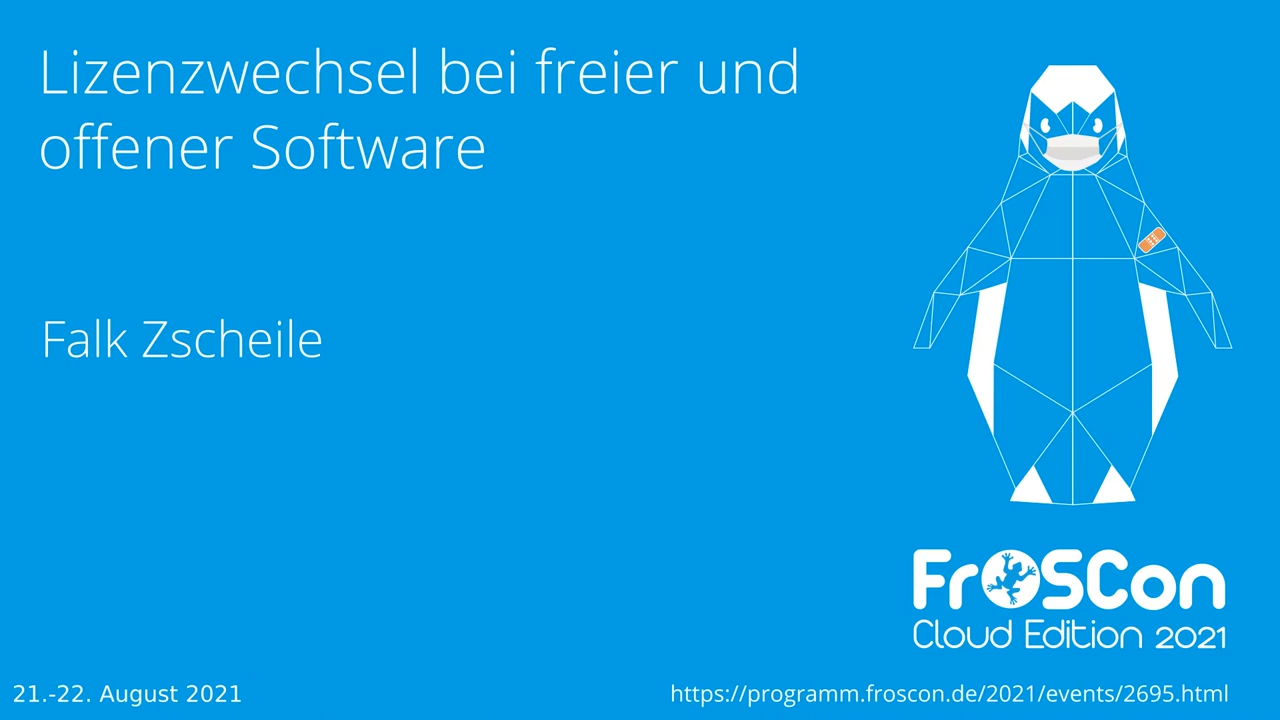 Lizenzwechsel bei freier und
offener Software
Falk Zscheile
FrOSCon
Cloud Edition 2021
21.-22. August 2021
https://programm.froscon.de/2021/events/2695.html